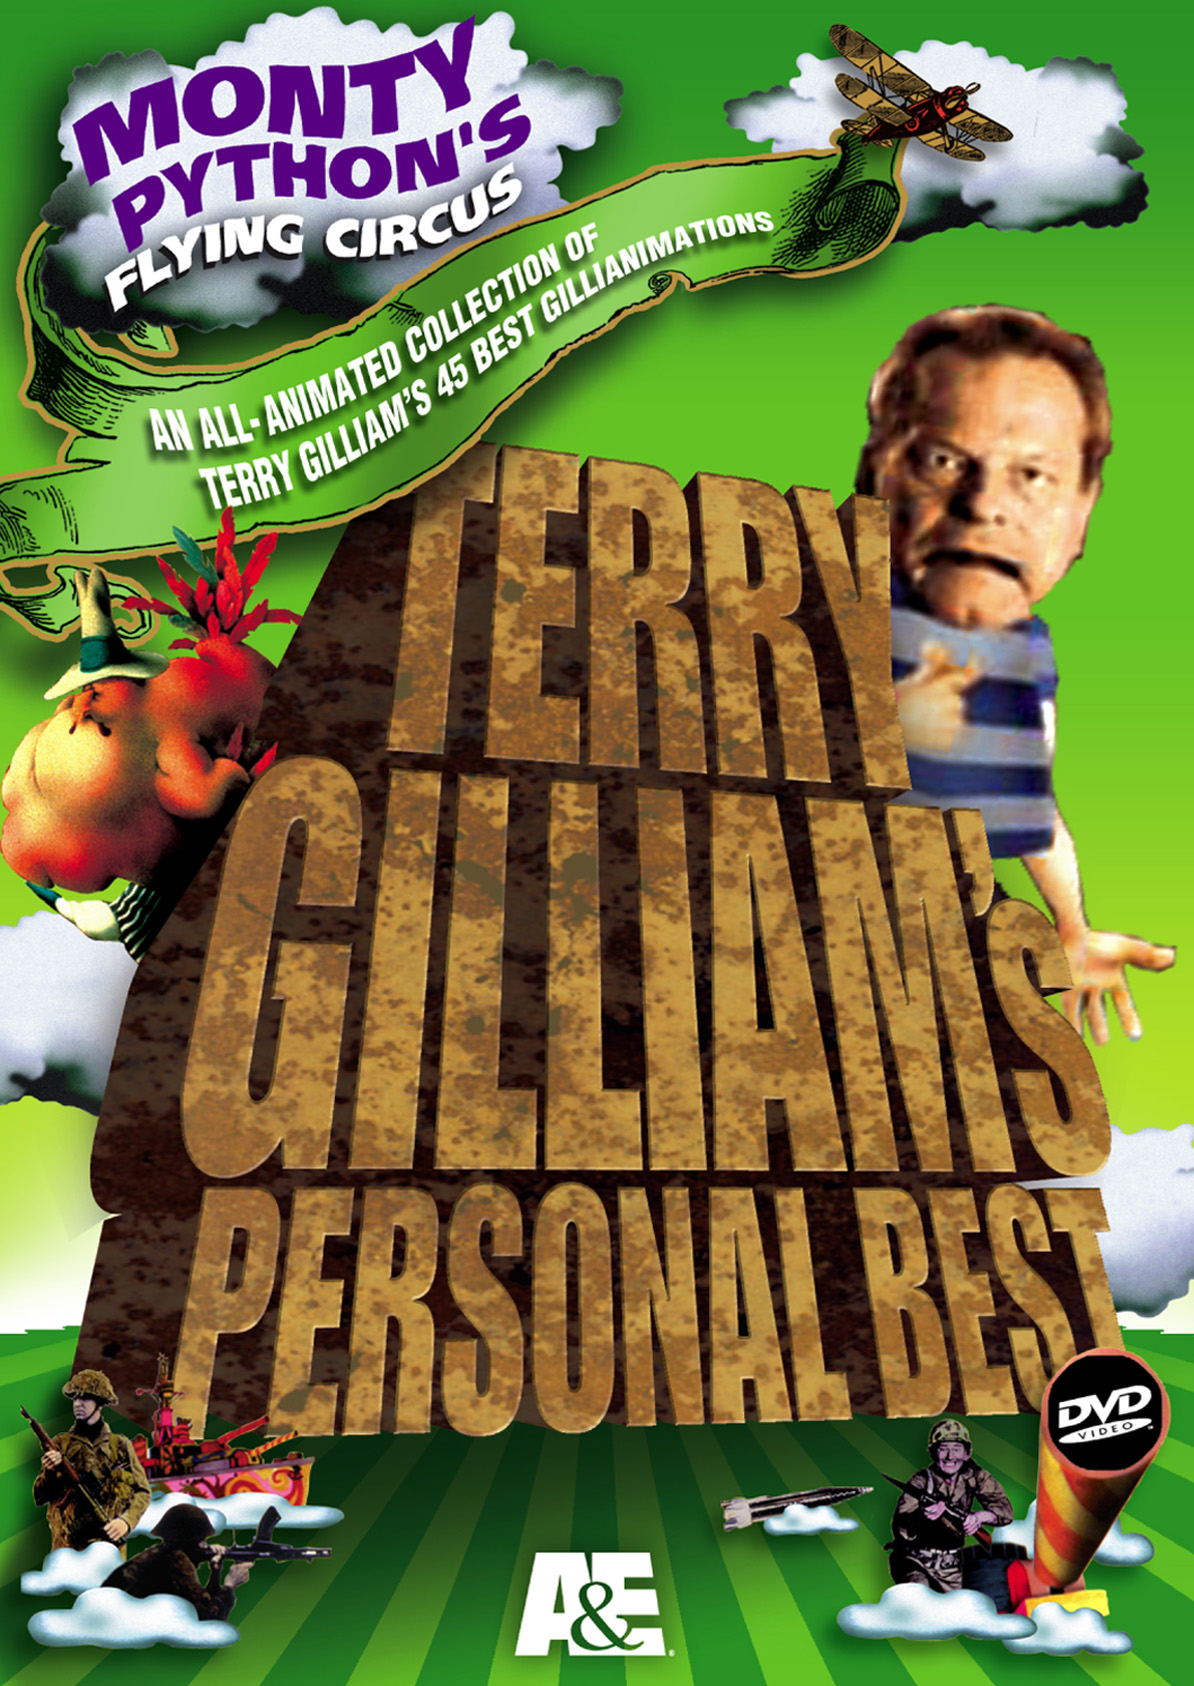 MONTY
PYTHON'S
FLYING CIRCUS
AN ALL-ANIMATED COLLECTION OF
TERRY GILLIAM'S 45 BEST GILLIANIMATIONS
TERRY
GILLIAM'S
PERSONAL BEST
DVD
VIDEO
A&E